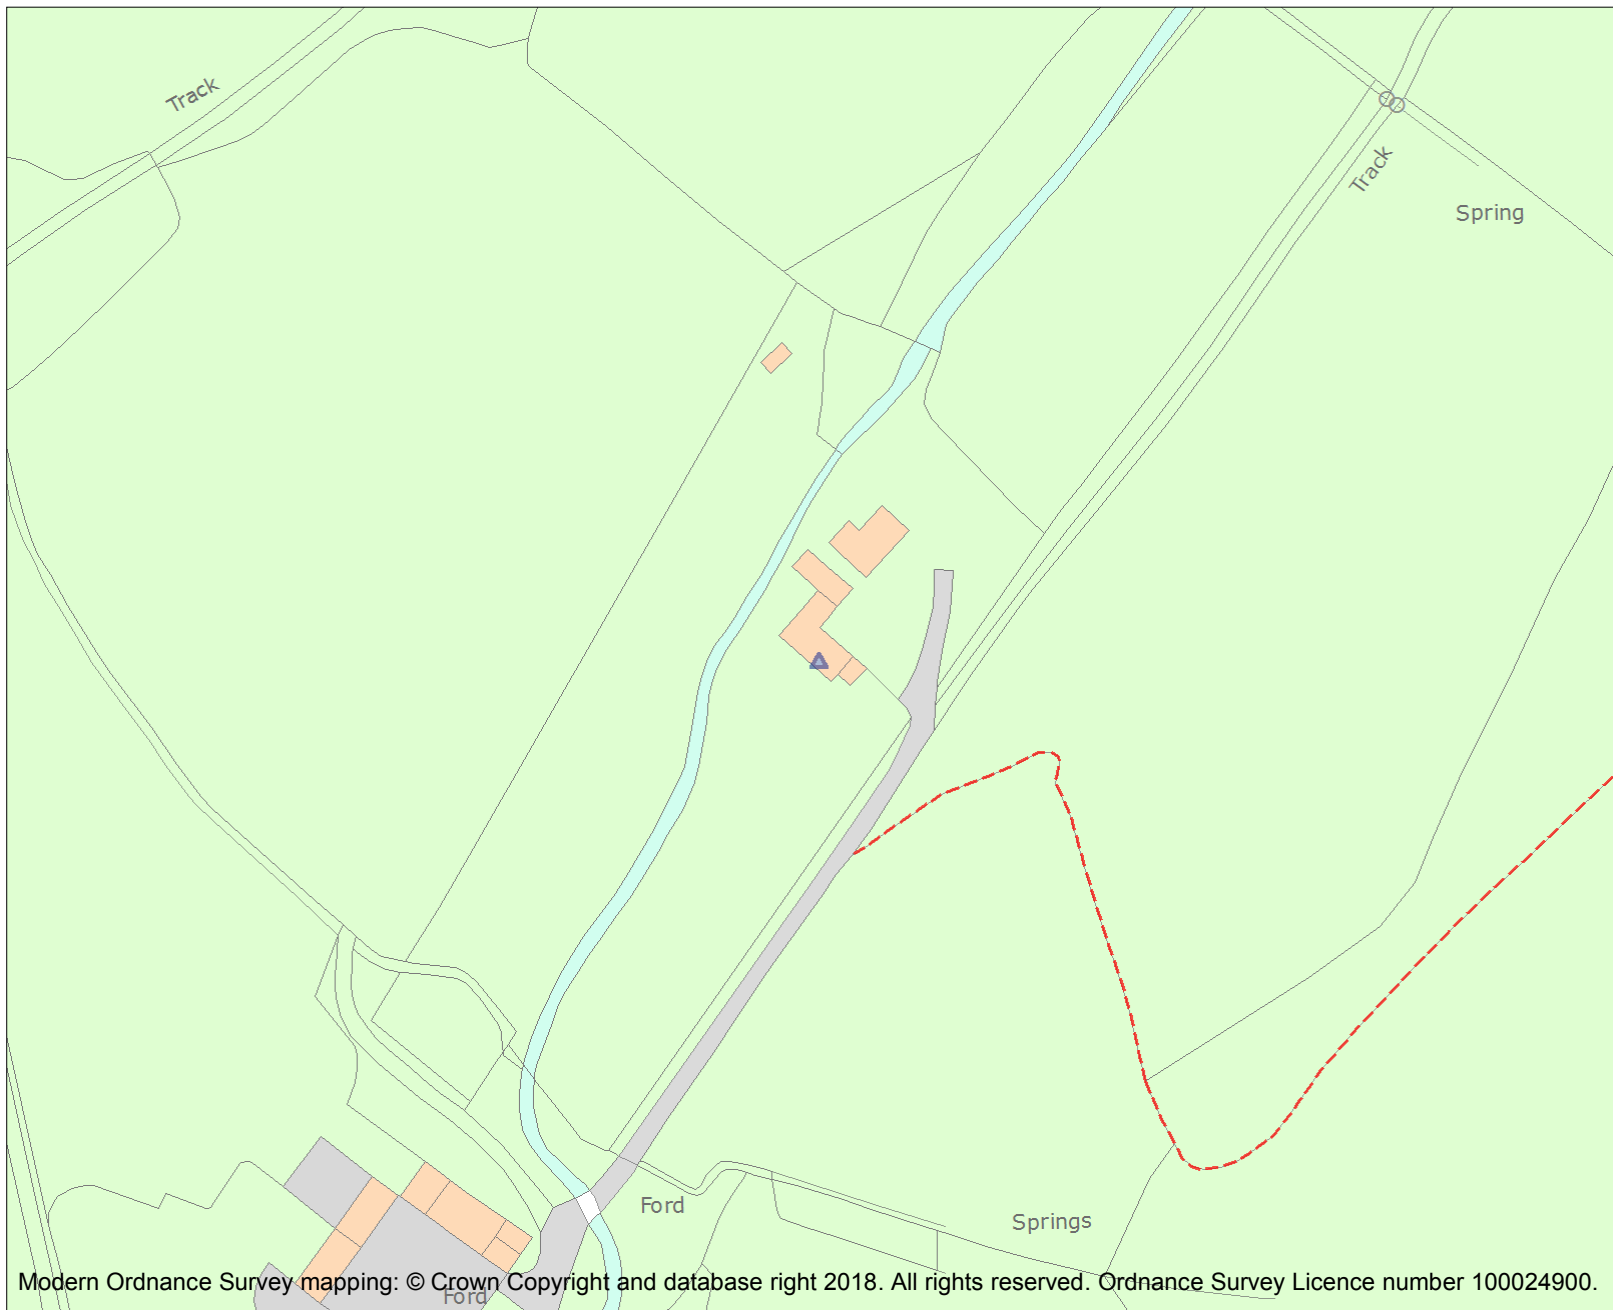 Track
Track
Spring
Ford
Springs
Ford
Modern Ordnance Survey mapping: © Crown Copyright and database right 2018. All rights reserved. Ordnance Survey Licence number 100024900.